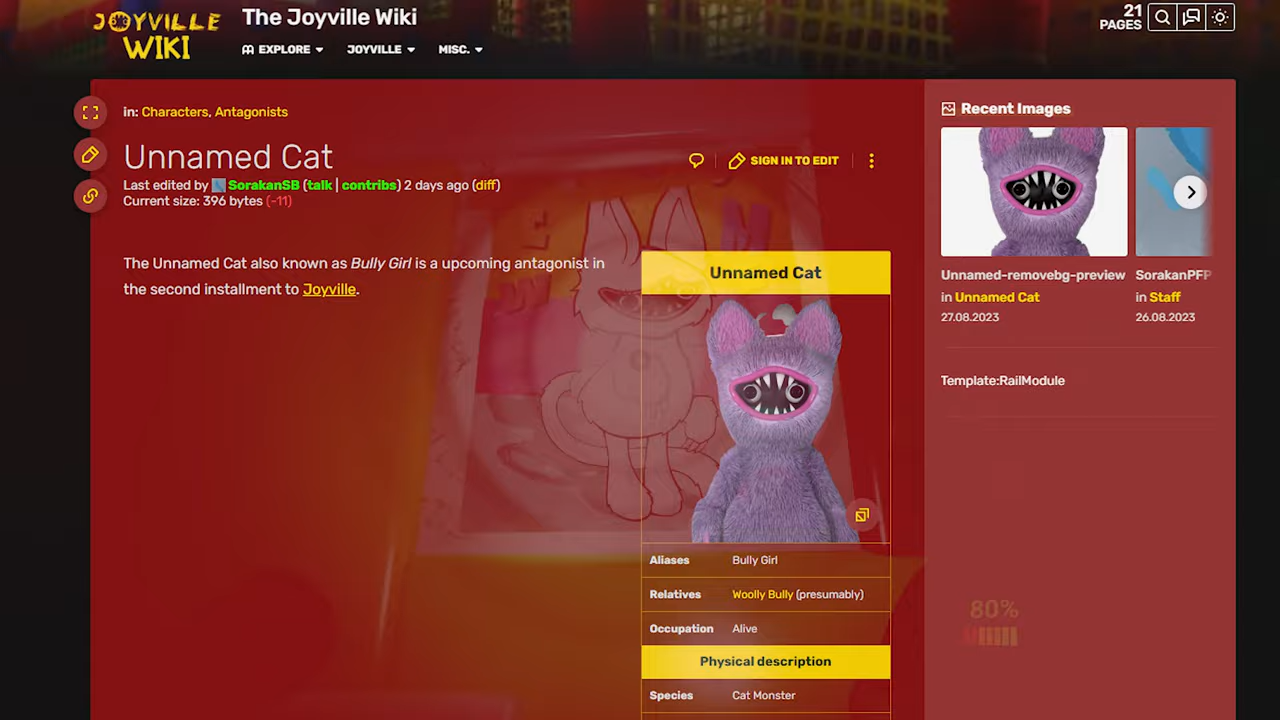 JOYVILLE
WIKI
The Joyville Wiki
EXPLORE
JOYVILLE
MISC.
21
PAGES
in: Characters, Antagonists
Unnamed Cat
SIGN IN TO EDIT
Last edited by SorakanSB (talk | contribs) 2 days ago (diff)
Current size: 396 bytes (-11)
The Unnamed Cat also known as Bully Girl is a upcoming antagonist in
the second installment to Joyville.
Unnamed Cat
Aliases Bully Girl
Relatives Woolly Bully (presumably)
Occupation Alive
Physical description
Species Cat Monster
Recent Images
Unnamed-removebg-preview
in Unnamed Cat
27.08.2023
SorakanPFP
in Staff
26.08.2023
Template:RailModule
80%